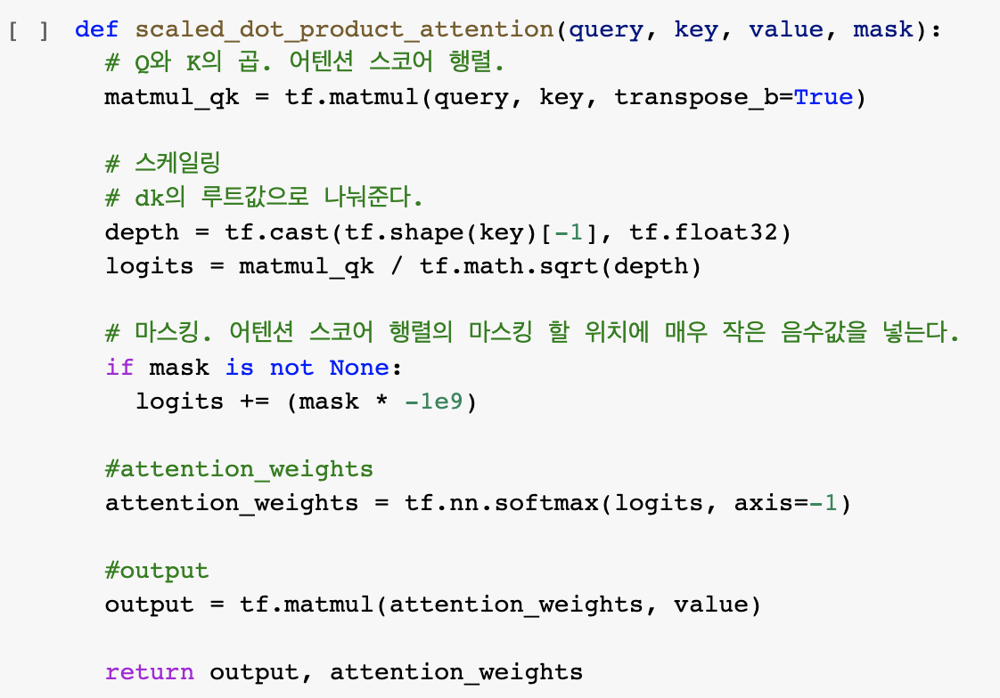 [ ] def scaled_dot_product_attention(query, key, value, mask):
# Q와 K의 곱. 어텐션 스코어 행렬.
matmul_qk = tf.matmul(query, key, transpose_b=True)
# 스케일링
# dk의 루트값으로 나눠준다.
depth = tf.cast(tf.shape(key)[-1], tf.float32)
logits = matmul_qk / tf.math.sqrt(depth)
# 마스킹. 어텐션 스코어 행렬의 마스킹 할 위치에 매우 작은 음수값을 넣는다.
if mask is not None:
logits += (mask * -1e9)
#attention_weights
attention_weights = tf.nn.softmax(logits, axis=-1)
#output
output = tf.matmul(attention_weights, value)
return output, attention_weights